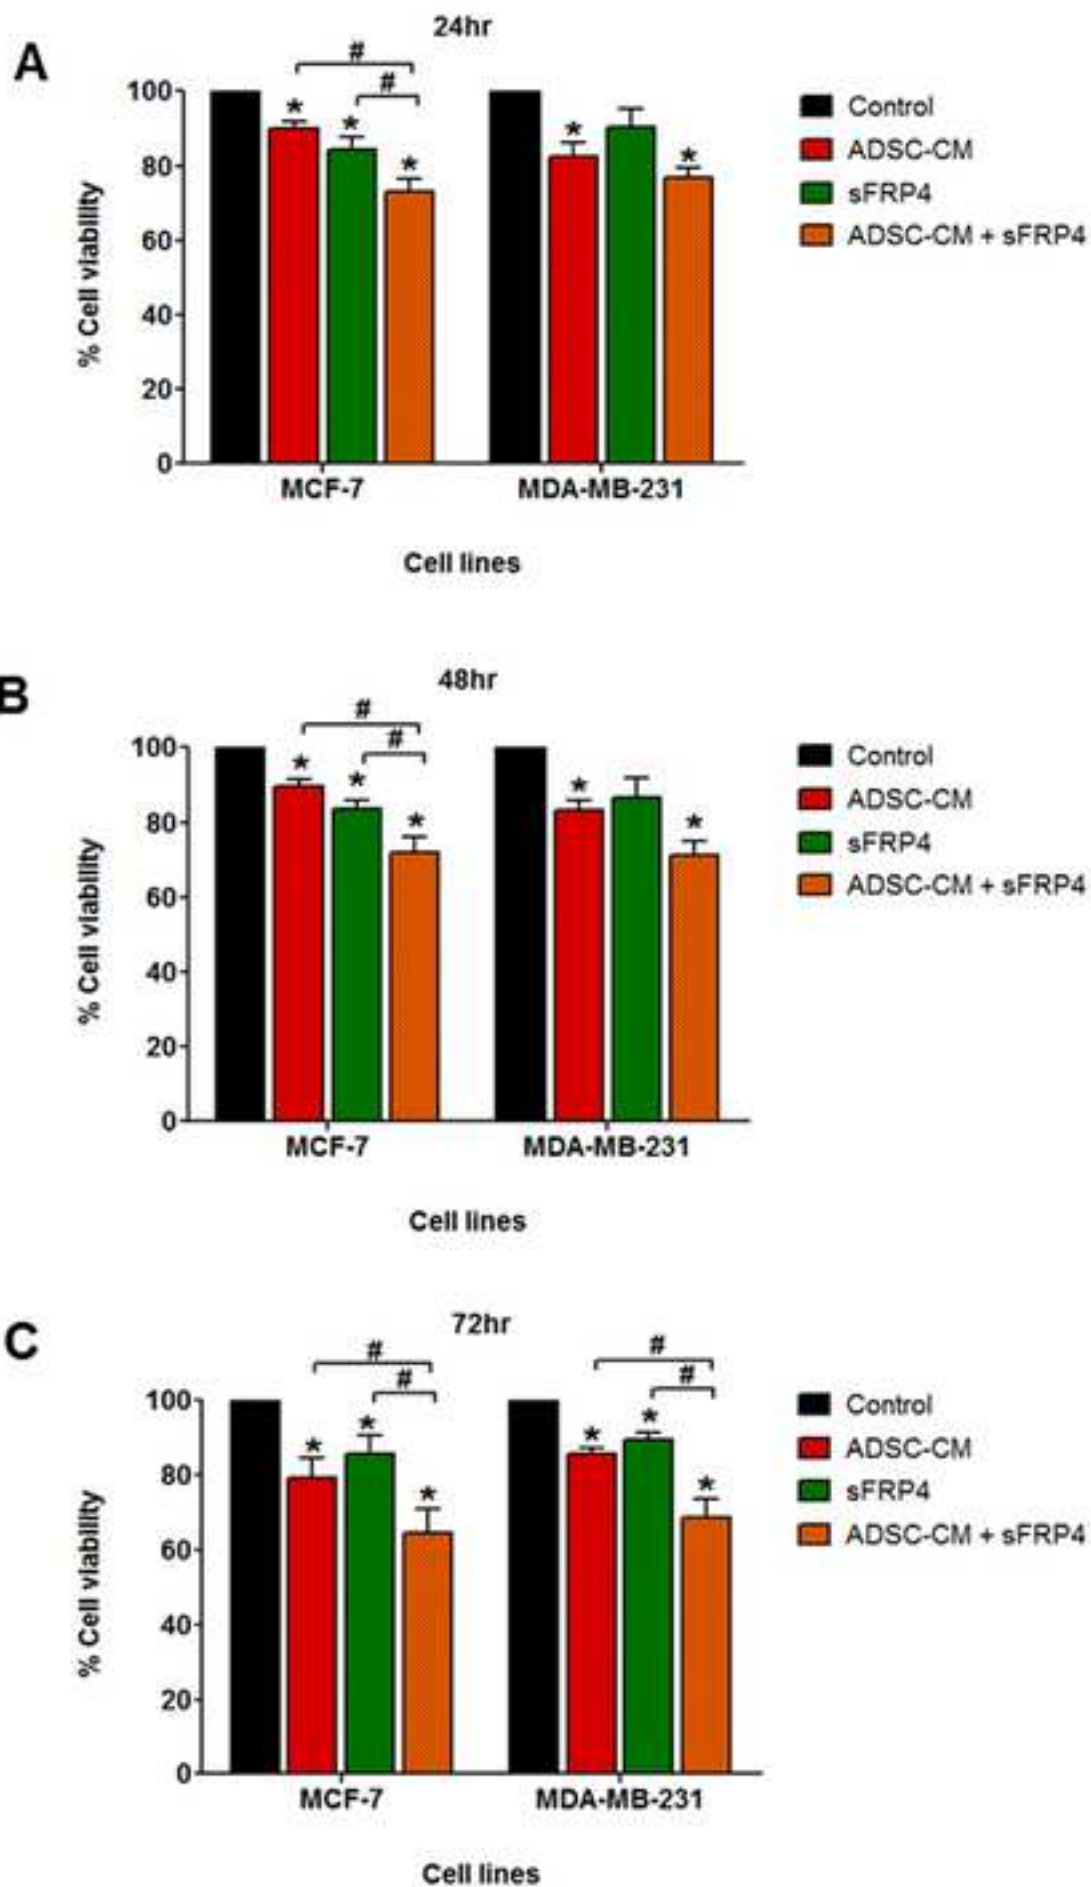 24hr
A
#
#
100
80
60
40
20
0
% Cell viability
* * * * *
MCF-7 MDA-MB-231
Cell lines
Control
ADSC-CM
sFRP4
ADSC-CM + sFRP4
48hr
B
#
#
100
80
60
40
20
0
% Cell viability
* * * * *
MCF-7 MDA-MB-231
Cell lines
Control
ADSC-CM
sFRP4
ADSC-CM + sFRP4
72hr
C
# #
# #
100
80
60
40
20
0
% Cell viability
* * * * * *
MCF-7 MDA-MB-231
Cell lines
Control
ADSC-CM
sFRP4
ADSC-CM + sFRP4